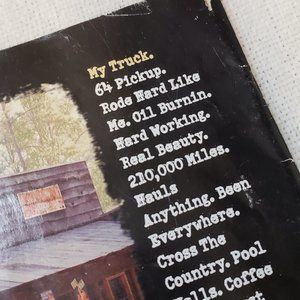 My Truck.
64 Pickup.
Rode Hard Like
Me. Oil Burnin.
Hard Working.
Real Beauty.
210,000 Miles.
Hauls
Anything. Been
Everywhere.
Cross The
Country. Pool
Coffee